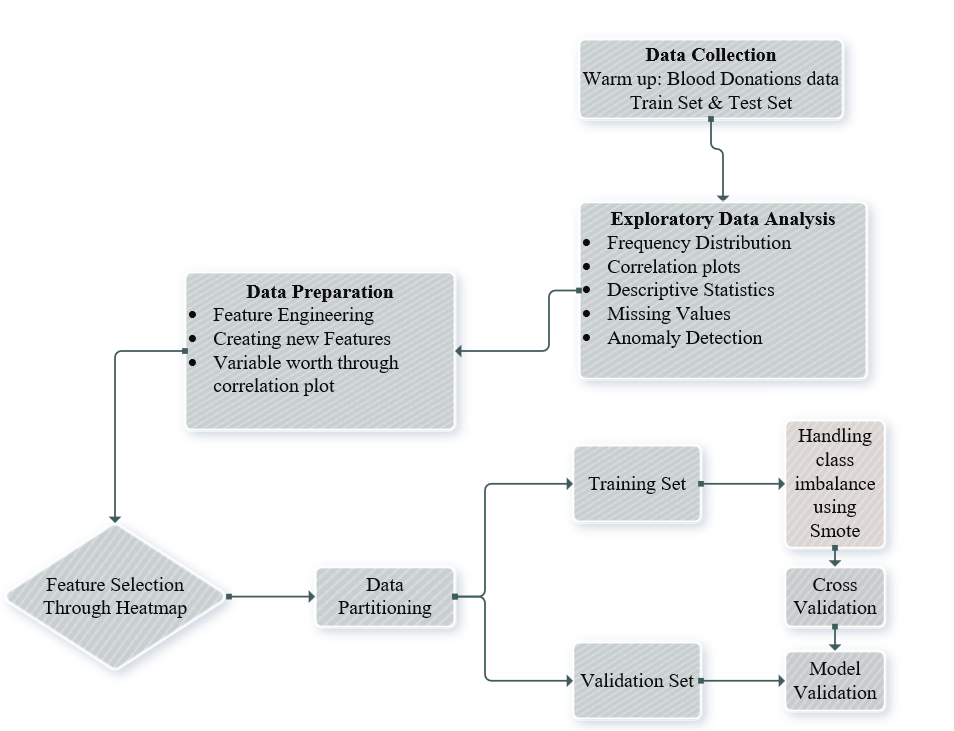 Data Collection
Warm up: Blood Donations data
Train Set & Test Set
Exploratory Data Analysis
• Frequency Distribution
• Correlation plots
• Descriptive Statistics
• Missing Values
• Anomaly Detection
Data Preparation
• Feature Engineering
• Creating new Features
• Variable worth through
correlation plot
Feature Selection
Through Heatmap
Data
Partitioning
Training Set
Handling
class
imbalance
using
Smote
Cross
Validation
Validation Set
Model
Validation